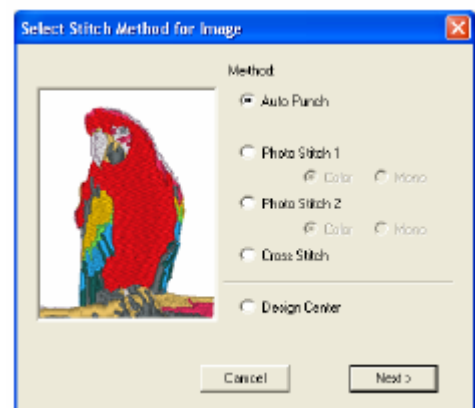 Select Stitch Method for Image
Method:
Auto Punch
Photo Stitch 1
Color Mono
Photo Stitch 2
Color Mono
Cross Stitch
Design Center
Cancel Next >